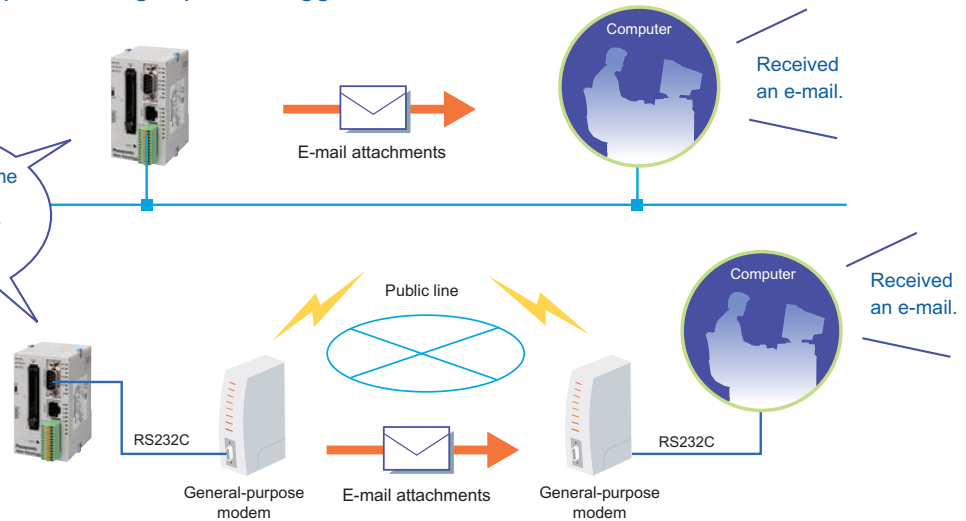 Computer
Received
an e-mail.
E-mail attachments
Public line
Computer
Received
an e-mail.
RS232C
RS232C
General-purpose
modem
E-mail attachments
General-purpose
modem